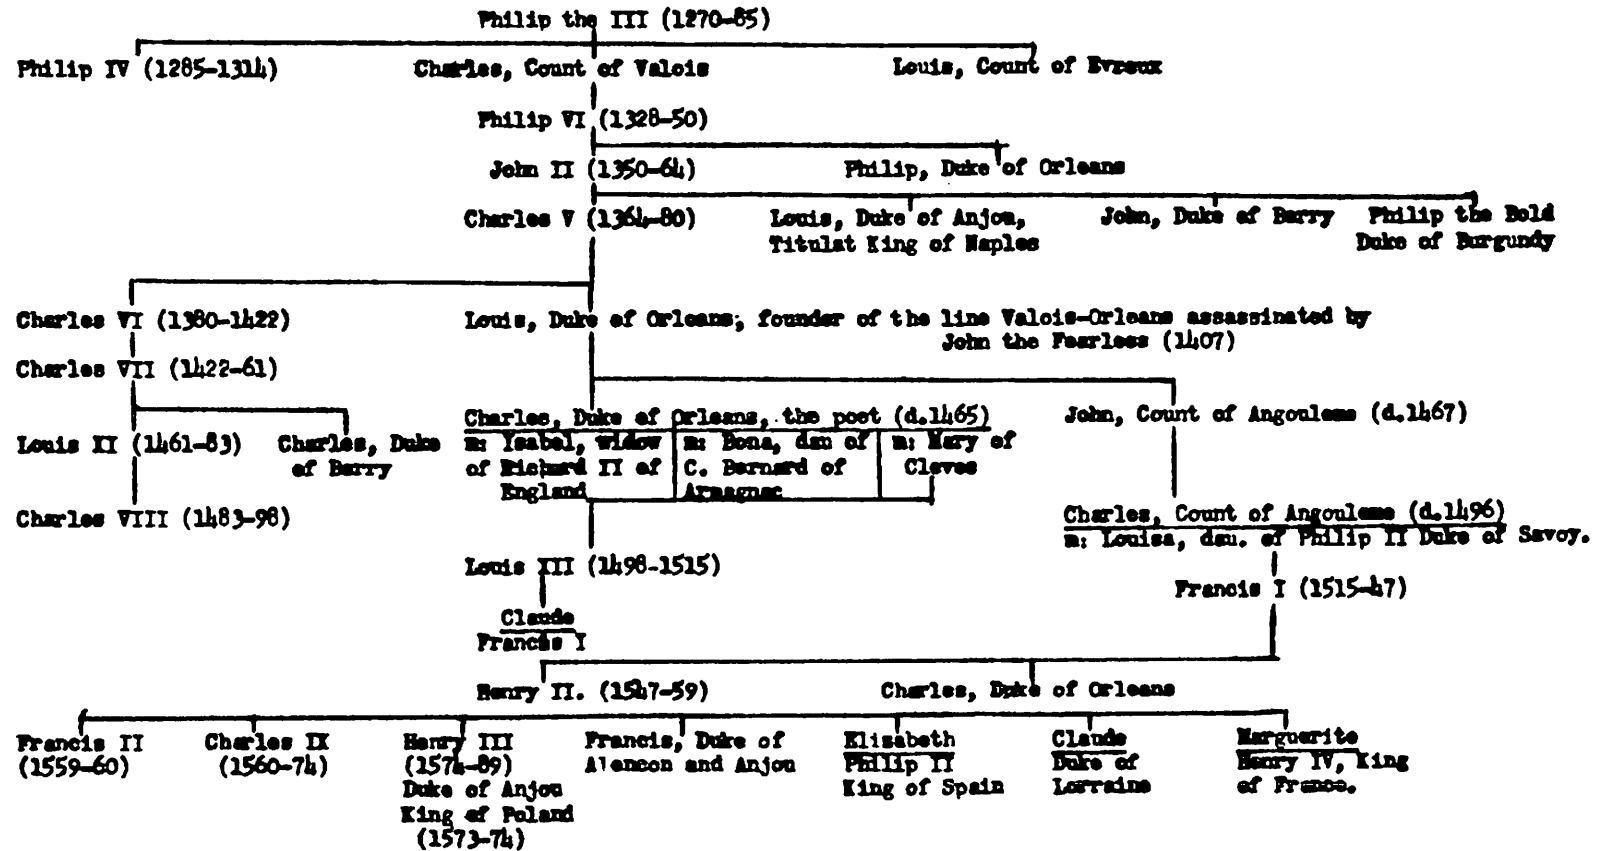 Philip the III (1270-85)
Philip IV (1285-1314) Charles, Count of Valois Louis, Count of Evreux
Philip VI (1328-50)
John II (1350-64) Philip, Duke of Orleans
Charles V (1364-80) Louis, Duke of Anjou, John, Duke of Berry Philip the Bold
Titulat King of Naples Duke of Burgundy
Charles VI (1380-1422) Louis, Duke of Orleans; founder of the line Valois-Orleans assassinated by
John the Fearless (1407)
Charles VII (1422-61)
Charles, Duke of Orleans, the poet (d.1465) John, Count of Angouleme (d.1467)
Louis XI (1461-83) Charles, Duke m: Ysabel, widow m: Bona, dau of m: Mary of
of Berry of Richard II of C. Bernard of Cleves
England Armagnac
Charles VIII (1483-98) Charles, Count of Angouleme (d.1496)
m: Louisa, dau. of Philip II Duke of Savoy.
Louis III (1498-1515)
Francis I (1515-47)
Claude
Francis I
Henry II. (1547-59) Charles, Duke of Orleans
Francis II Charles IX Henry III Francis, Duke of Elisabeth Claude Marguerite
(1559-60) (1560-74) (1574-89) Alencon and Anjou Philip II Duke of Henry IV, King
Duke of Anjou King of Spain Lorraine of France.
King of Poland
(1573-74)